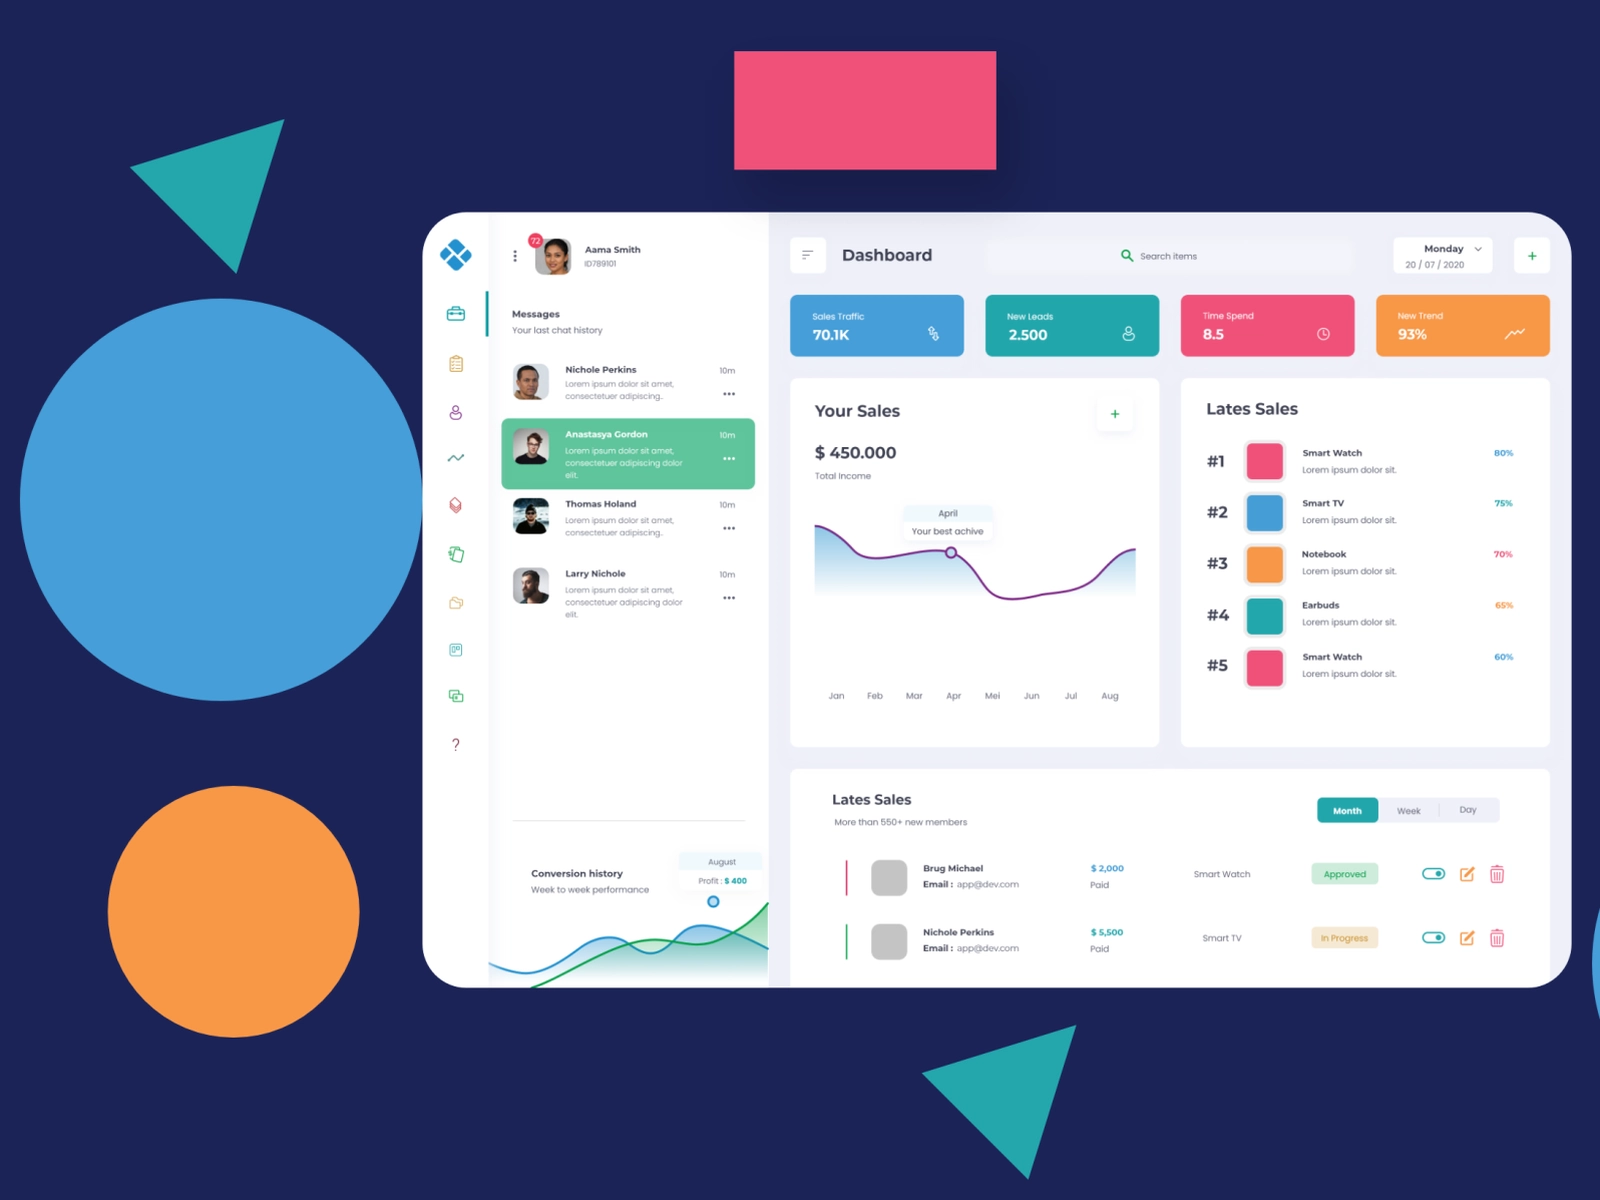 72
Aama Smith
ID789101
Messages
Your last chat history
Nichole Perkins
10m
Lorem ipsum dolor sit amet,
consectetuer adipiscing.
Anastasya Gordon
10m
Lorem ipsum dolor sit amet,
consectetuer adipiscing dolor
elit.
Thomas Holand
10m
Lorem ipsum dolor sit amet,
consectetuer adipiscing.
Larry Nichole
10m
Lorem ipsum dolor sit amet,
consectetuer adipiscing dolor
elit.
?
Conversion history
Week to week performance
August
Profit : $ 400
Dashboard
Search items
Monday
20 / 07 / 2020
+
Sales Traffic
70.1K
New Leads
2.500
Time Spend
8.5
New Trend
93%
Your Sales
+
$ 450.000
Total Income
April
Your best achive
Jan Feb Mar Apr Mei Jun Jul Aug
Lates Sales
#1 Smart Watch 80%
Lorem ipsum dolor sit.
#2 Smart TV 75%
Lorem ipsum dolor sit.
#3 Notebook 70%
Lorem ipsum dolor sit.
#4 Earbuds 65%
Lorem ipsum dolor sit.
#5 Smart Watch 60%
Lorem ipsum dolor sit.
Lates Sales
More than 550+ new members
Month Week Day
Brug Michael
Email : app@dev.com
$ 2,000
Paid
Smart Watch
Approved
Nichole Perkins
Email : app@dev.com
$ 5,500
Paid
Smart TV
In Progress